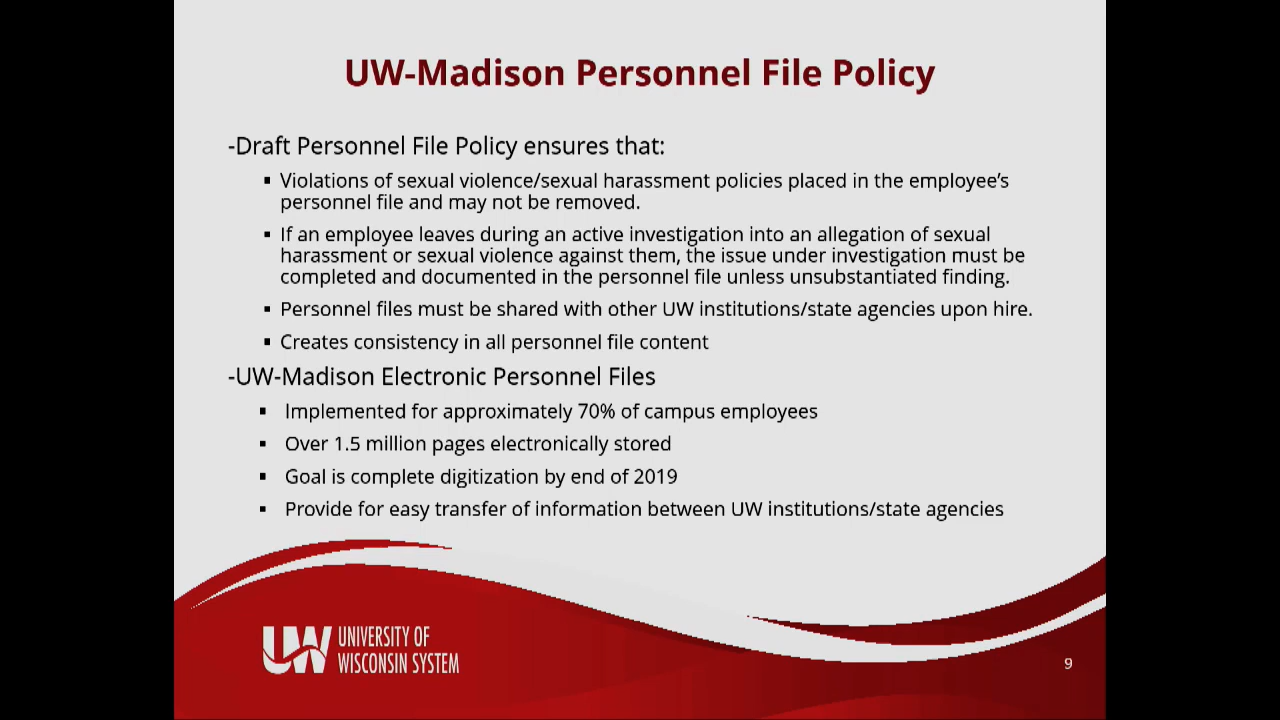 UW-Madison Personnel File Policy
-Draft Personnel File Policy ensures that:
▪ Violations of sexual violence/sexual harassment policies placed in the employee's
personnel file and may not be removed.
▪ If an employee leaves during an active investigation into an allegation of sexual
harassment or sexual violence against them, the issue under investigation must be
completed and documented in the personnel file unless unsubstantiated finding.
▪ Personnel files must be shared with other UW institutions/state agencies upon hire.
▪ Creates consistency in all personnel file content
-UW-Madison Electronic Personnel Files
▪ Implemented for approximately 70% of campus employees
▪ Over 1.5 million pages electronically stored
▪ Goal is complete digitization by end of 2019
▪ Provide for easy transfer of information between UW institutions/state agencies
UW UNIVERSITY OF
WISCONSIN SYSTEM
9